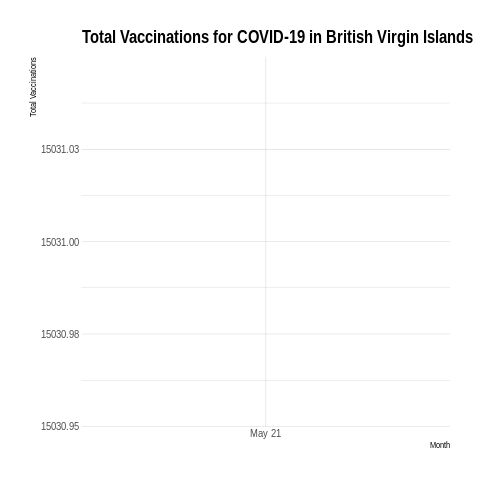 Total Vaccinations for COVID-19 in British Virgin Islands
Total Vaccinations
15031.03
15031.00
15030.98
15030.95
May 21
Month